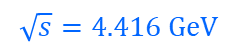 √s = 4.416 GeV